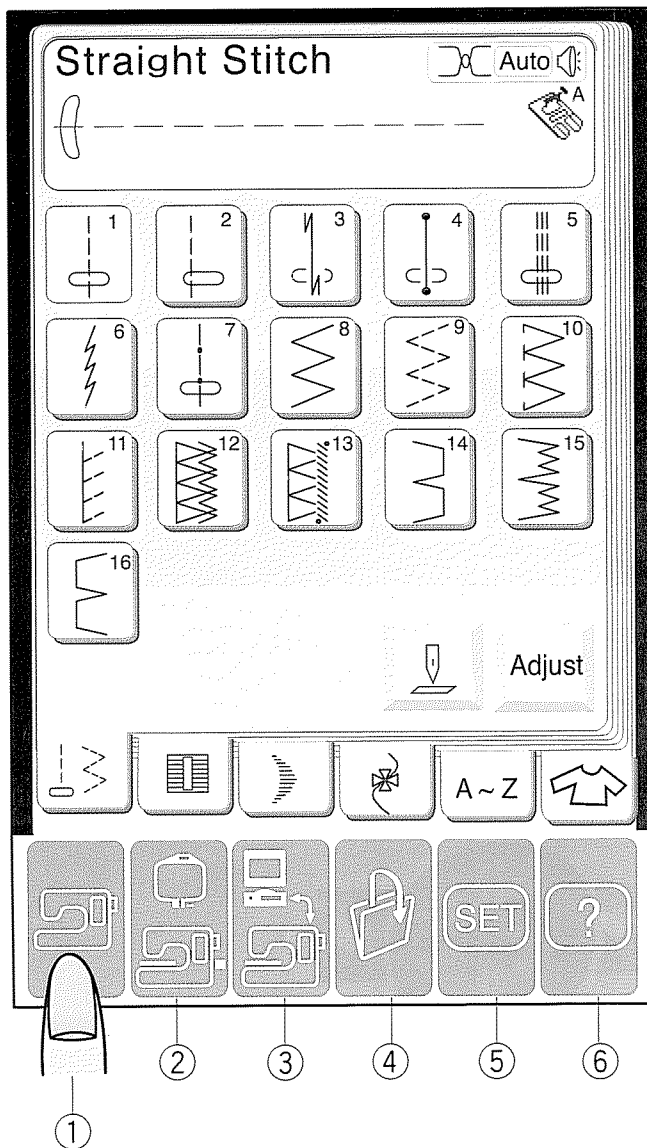 Straight Stitch Auto
A
1 2 3 4 5
6 7 8 9 10
11 12 13 14 15
16
Adjust
A~Z
SET ?
② ③ ④ ⑤ ⑥
①